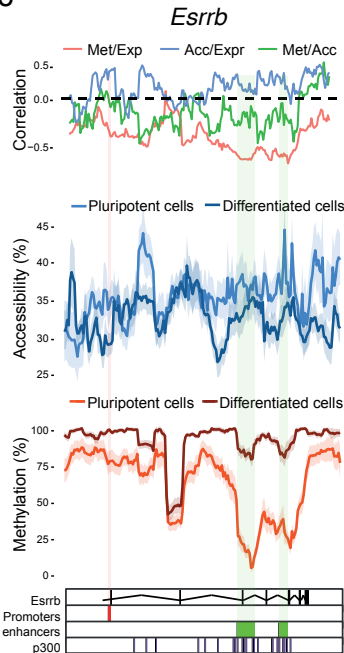 Esrrb
Met/Exp Acc/Expr Met/Acc
Correlation
0.5
0.0
−0.5
Pluripotent cells Differentiated cells
Accessibility (%)
45
40
35
30
25
Pluripotent cells Differentiated cells
Methylation (%)
100
75
50
25
0
Esrrb
Promoters
enhancers
p300